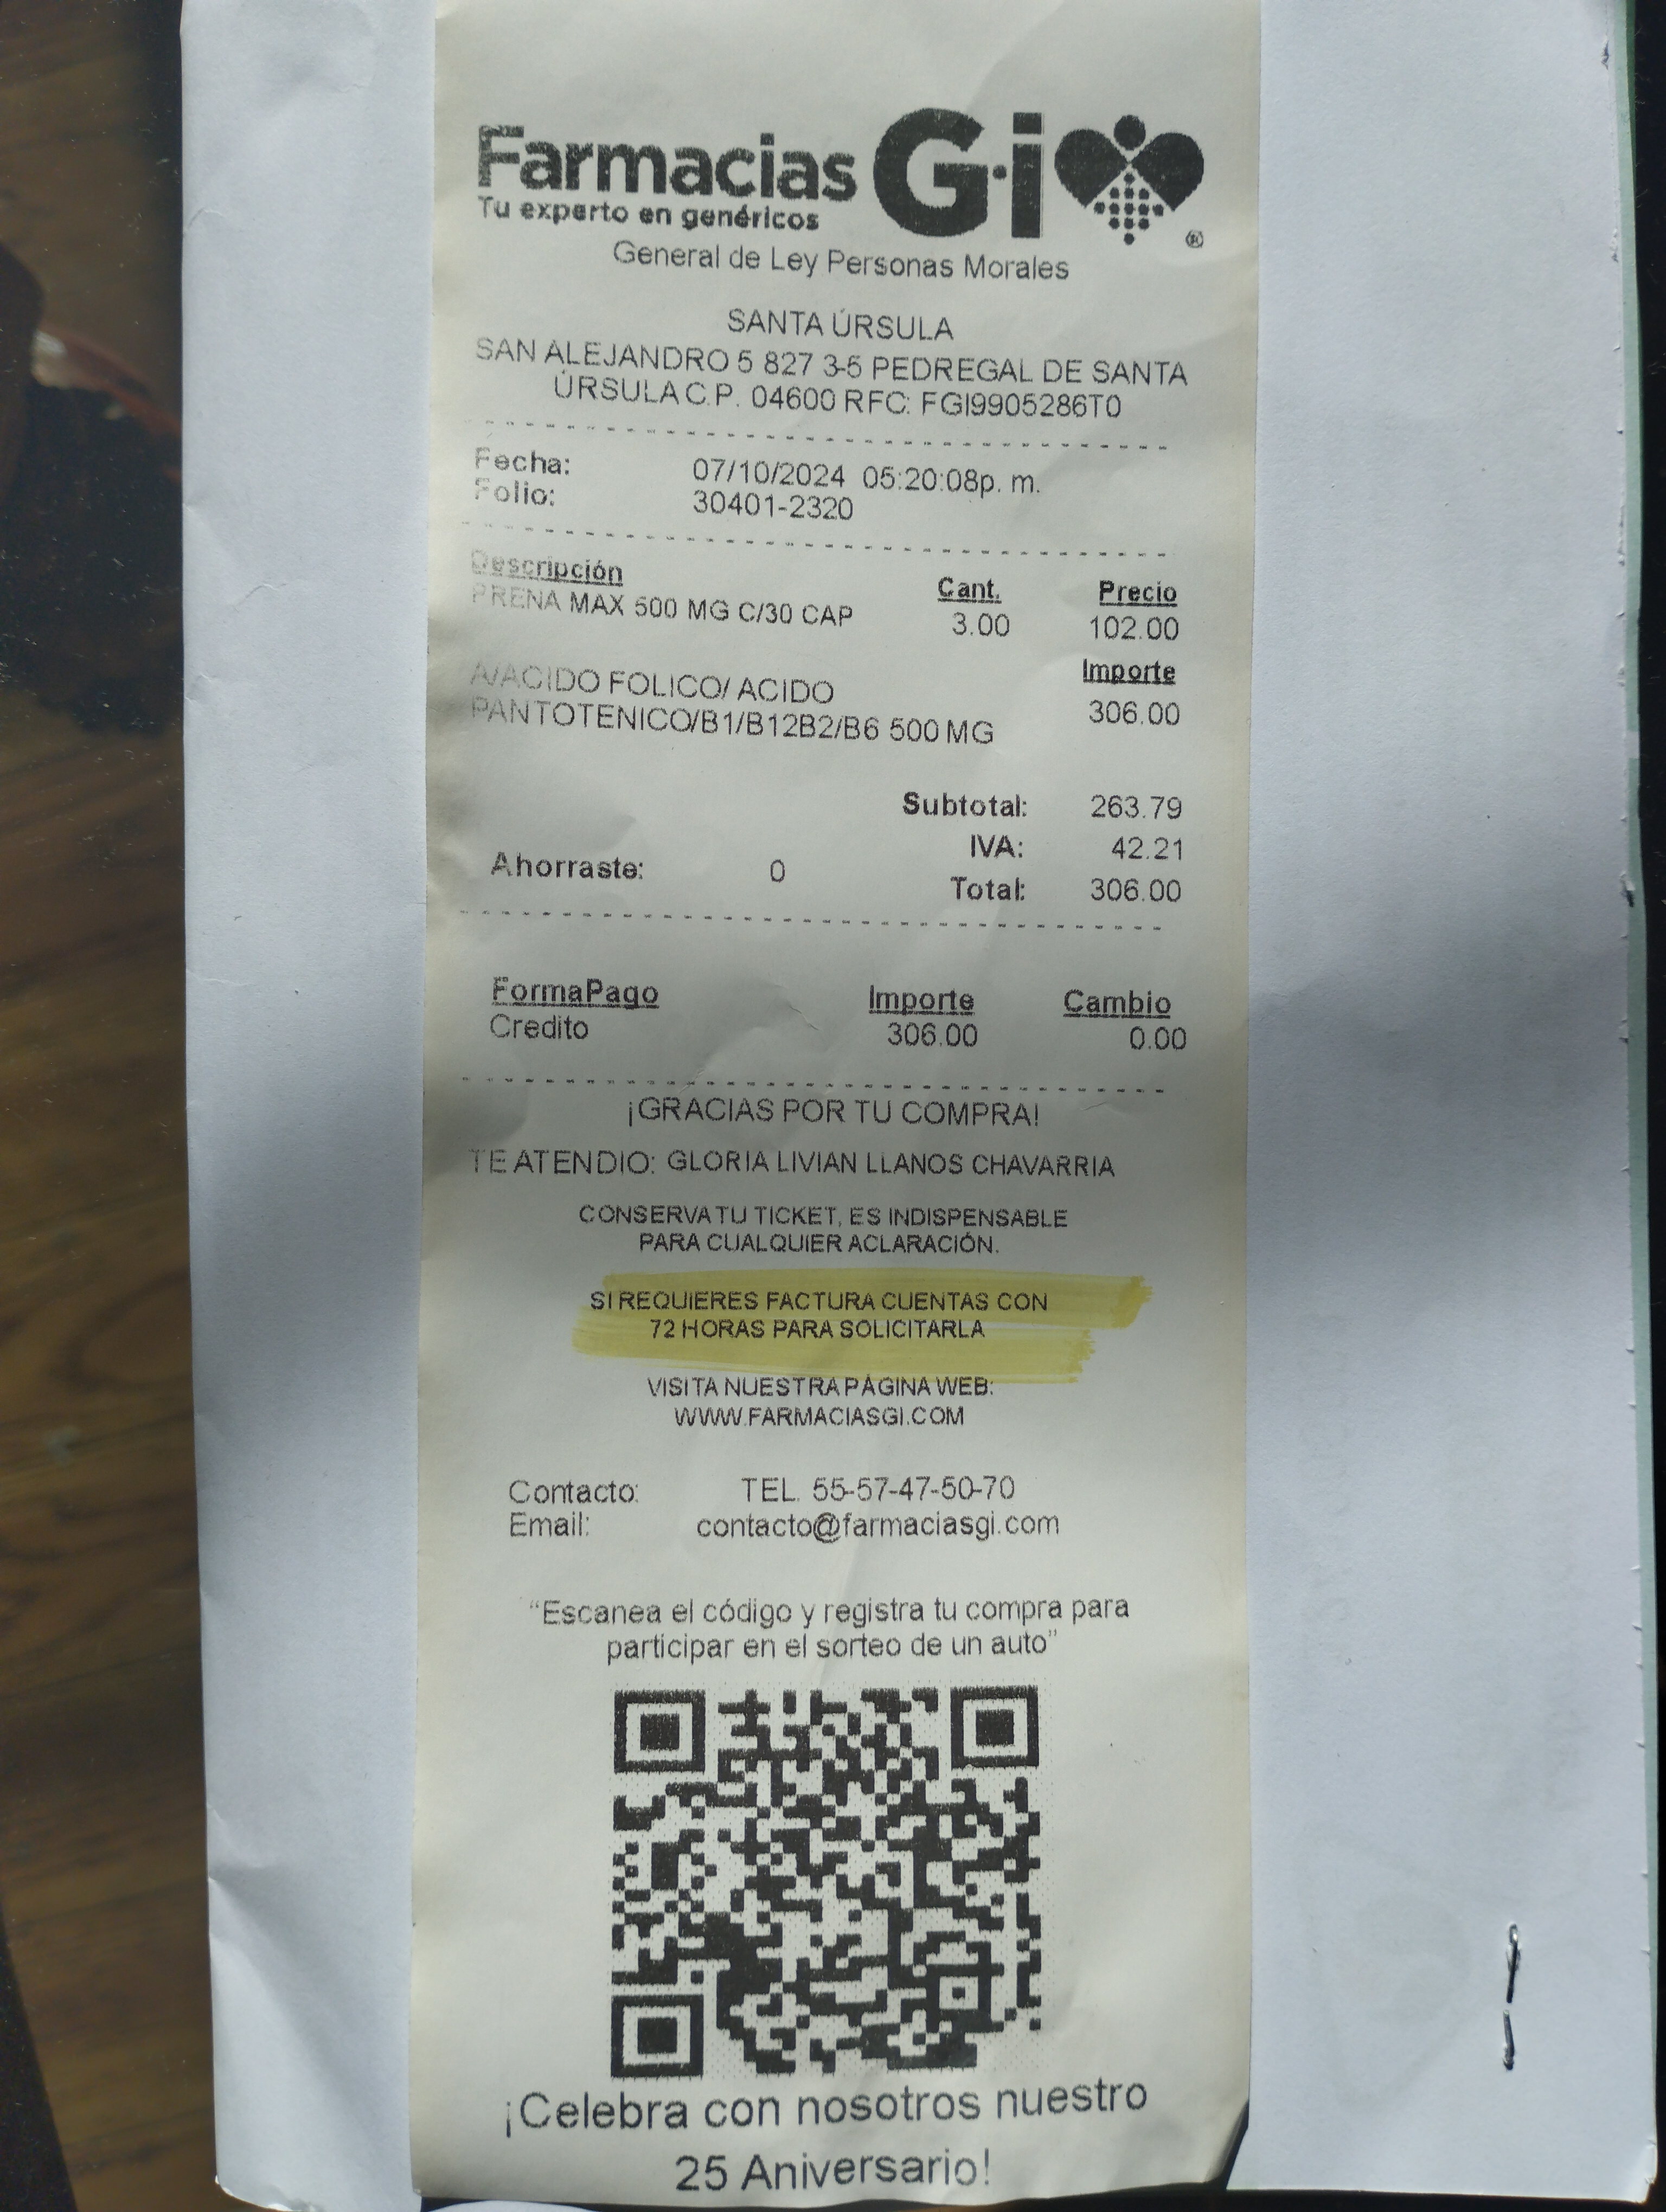 Farmacias G·i ®
Tu experto en genéricos
General de Ley Personas Morales
SANTA ÚRSULA
SAN ALEJANDRO 5 827 3-5 PEDREGAL DE SANTA
ÚRSULA C.P. 04600 RFC: FGI9905286T0
Fecha: 07/10/2024 05:20:08p. m.
Folio: 30401-2320
Descripción Cant. Precio
PRENA MAX 500 MG C/30 CAP 3.00 102.00
Importe
A/ACIDO FOLICO/ ACIDO
PANTOTENICO/B1/B12B2/B6 500 MG 306.00
Subtotal: 263.79
IVA: 42.21
Ahorraste: 0 Total: 306.00
FormaPago Importe Cambio
Credito 306.00 0.00
¡GRACIAS POR TU COMPRA!
TE ATENDIO: GLORIA LIVIAN LLANOS CHAVARRIA
CONSERVA TU TICKET, ES INDISPENSABLE
PARA CUALQUIER ACLARACIÓN.
SI REQUIERES FACTURA CUENTAS CON
72 HORAS PARA SOLICITARLA
VISITA NUESTRA PÁGINA WEB:
WWW.FARMACIASGI.COM
Contacto: TEL. 55-57-47-50-70
Email: contacto@farmaciasgi.com
“Escanea el código y registra tu compra para
participar en el sorteo de un auto”
¡Celebra con nosotros nuestro
25 Aniversario!